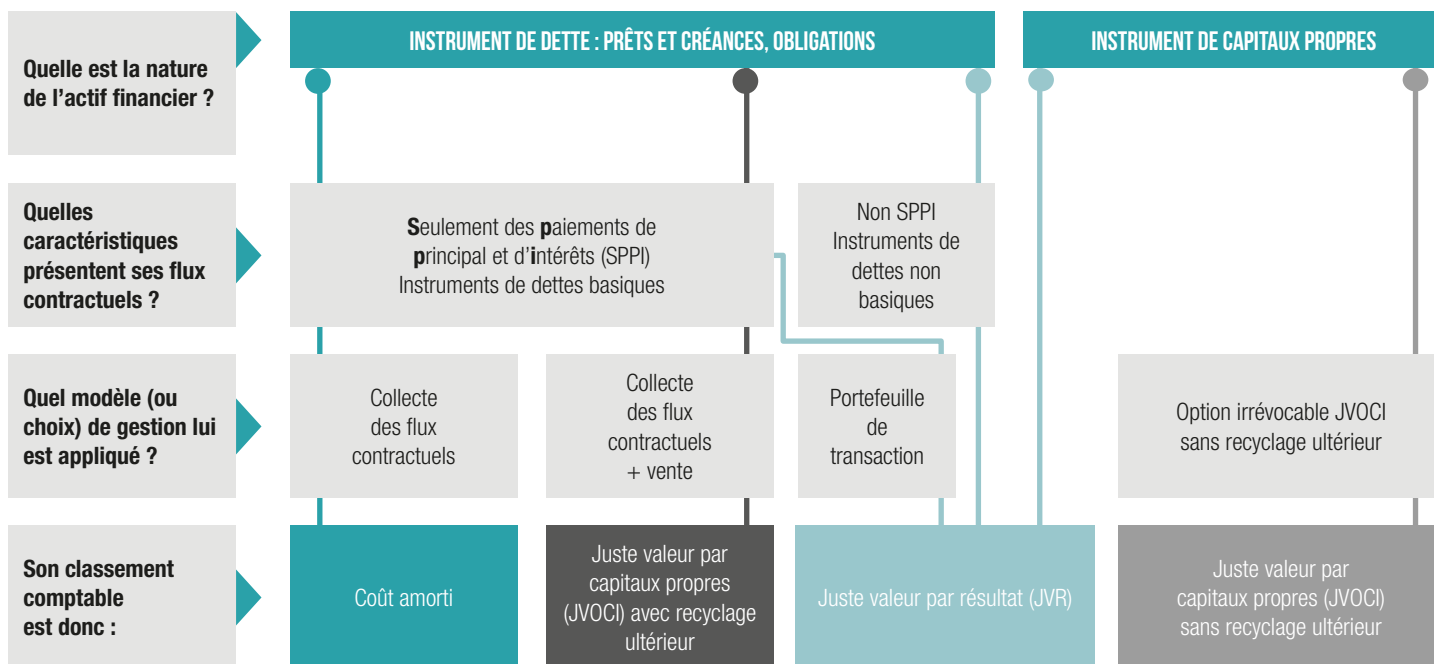 INSTRUMENT DE DETTE : PRÊTS ET CRÉANCES, OBLIGATIONS
INSTRUMENT DE CAPITAUX PROPRES
Quelle est la nature
de l'actif financier ?
Quelles
caractéristiques
présentent ses flux
contractuels ?
Seulement des paiements de
principal et d'intérêts (SPPI)
Instruments de dettes basiques
Non SPPI
Instruments de
dettes non
basiques
Quel modèle (ou
choix) de gestion lui
est appliqué ?
Collecte
des flux
contractuels
Collecte
des flux
contractuels
+ vente
Portefeuille
de
transaction
Option irrévocable JVOCI
sans recyclage ultérieur
Son classement
comptable
est donc :
Coût amorti
Juste valeur par
capitaux propres
(JVOCI) avec recyclage
ultérieur
Juste valeur par résultat (JVR)
Juste valeur par
capitaux propres (JVOCI)
sans recyclage ultérieur